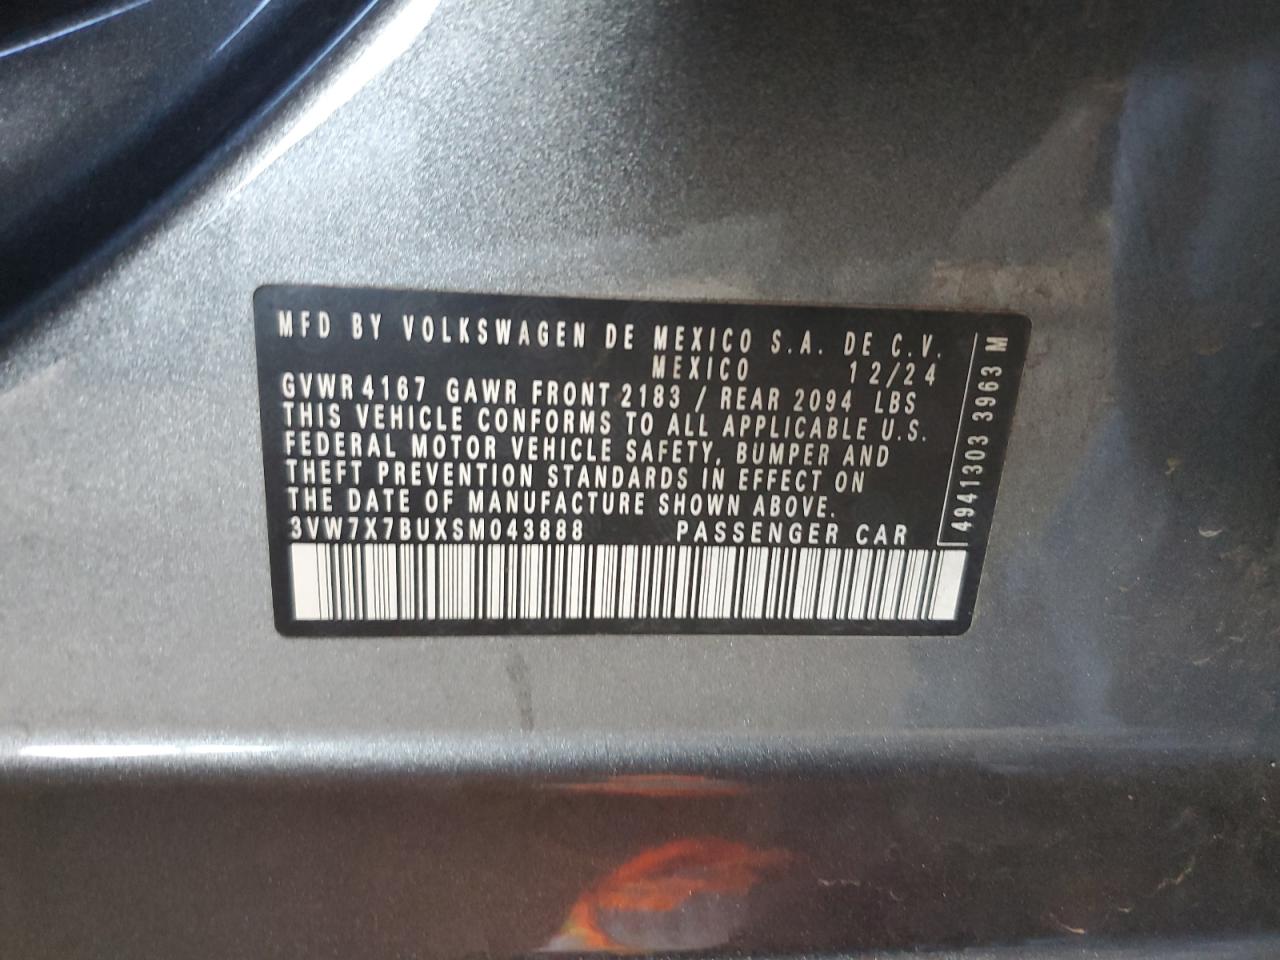 MFD BY VOLKSWAGEN DE MEXICO S.A. DE C.V.
MEXICO 12/24
GVWR 4167 GAWR FRONT 2183 / REAR 2094 LBS
THIS VEHICLE CONFORMS TO ALL APPLICABLE U.S.
FEDERAL MOTOR VEHICLE SAFETY, BUMPER AND
THEFT PREVENTION STANDARDS IN EFFECT ON
THE DATE OF MANUFACTURE SHOWN ABOVE.
3VW7X7BUXSM043888 PASSENGER CAR
4941303 3963 M